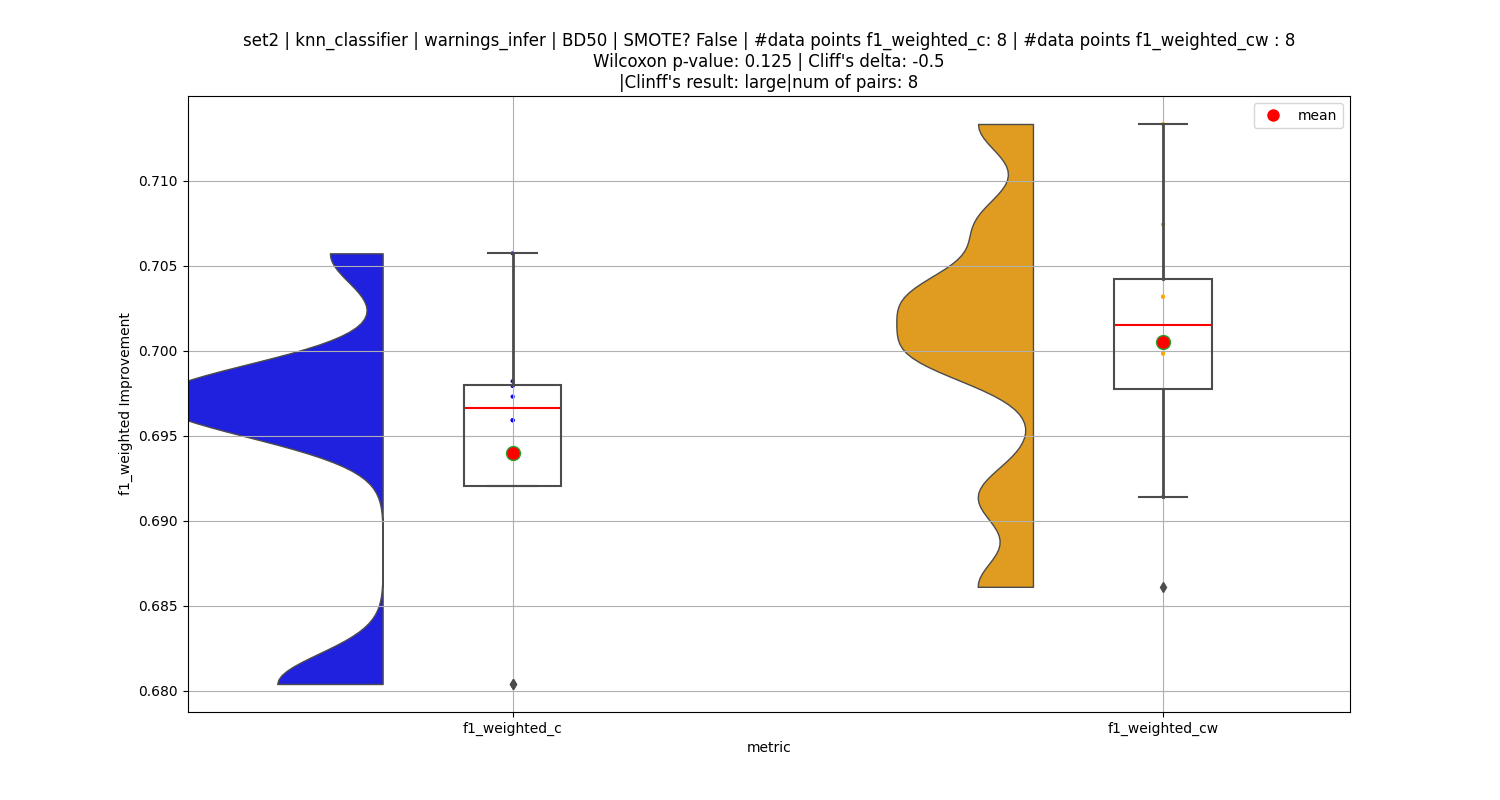 set2 | knn_classifier | warnings_infer | BD50 | SMOTE? False | #data points f1_weighted_c: 8 | #data points f1_weighted_cw : 8
Wilcoxon p-value: 0.125 | Cliff's delta: -0.5
|Clinff's result: large|num of pairs: 8
mean
0.710
0.705
0.700
0.695
0.690
0.685
0.680
f1_weighted Improvement
f1_weighted_c
f1_weighted_cw
metric